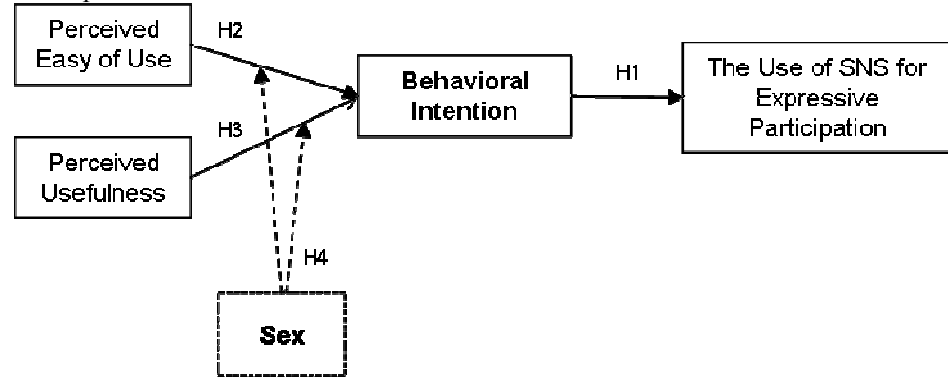 Perceived
Easy of Use
H2
Behavioral
Intention
H1
The Use of SNS for
Expressive
Participation
H3
Perceived
Usefulness
H4
Sex